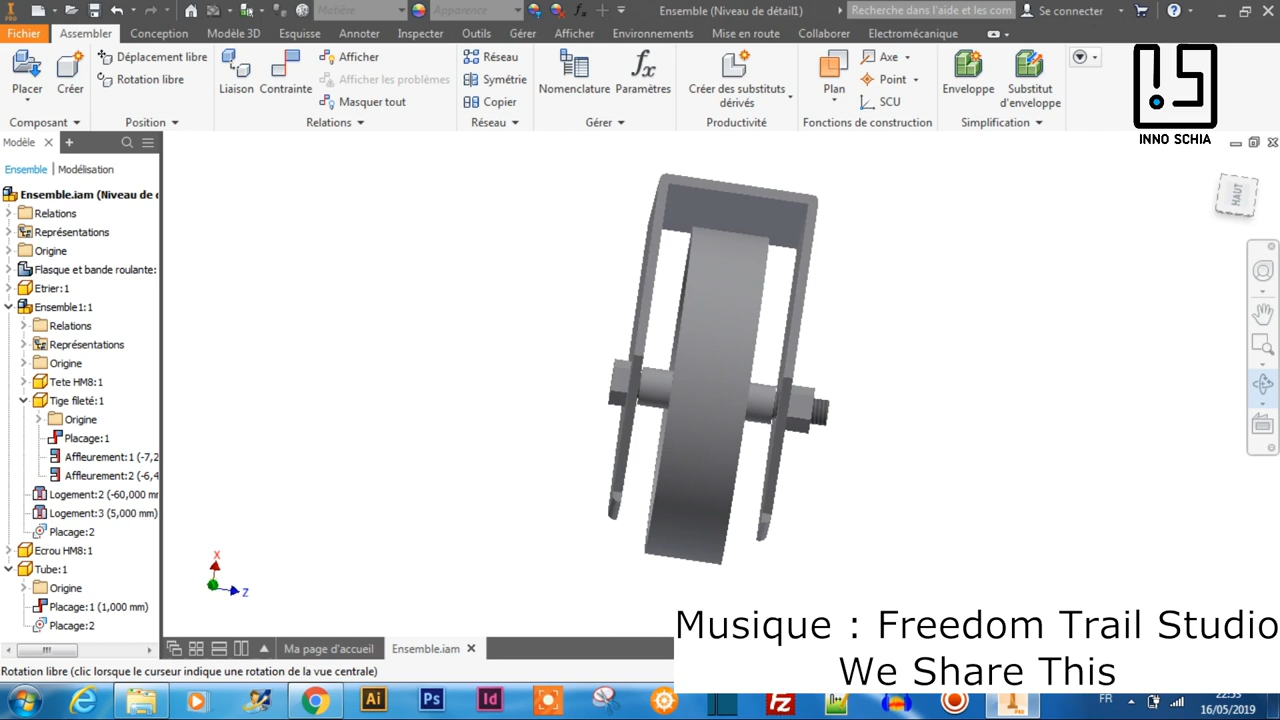 Matière
Apparence
Ensemble (Niveau de détail1)
Recherche dans l'aide et les com
Se connecter
Fichier
Assembler
Conception
Modèle 3D
Esquisse
Annoter
Inspecter
Outils
Gérer
Afficher
Environnements
Mise en route
Collaborer
Electromécanique
Placer
Créer
Déplacement libre
Rotation libre
Liaison
Contrainte
Afficher
Afficher les problèmes
Masquer tout
Réseau
Symétrie
Copier
Nomenclature
Paramètres
Créer des substituts
dérivés
Plan
Axe
Point
SCU
Enveloppe
Substitut
d'enveloppe
Composant
Position
Relations
Réseau
Gérer
Productivité
Fonctions de construction
Simplification
INNO SCHIA
Modèle
Ensemble
Modélisation
Ensemble.iam (Niveau de d
Relations
Représentations
Origine
Flasque et bande roulante:
Etrier:1
Ensemble1:1
Relations
Représentations
Origine
Tete HM8:1
Tige fileté:1
Origine
Placage:1
Affleurement:1 (-7,2
Affleurement:2 (-6,4
Logement:2 (-60,000 mm
Logement:3 (5,000 mm)
Placage:2
Ecrou HM8:1
Tube:1
Origine
Placage:1 (1,000 mm)
Placage:2
HAUT
X
Z
Ma page d'accueil
Ensemble.iam
Rotation libre (clic lorsque le curseur indique une rotation de la vue centrale)
Musique : Freedom Trail Studio
We Share This
Ai
Ps
Id
FZ
FR
16/05/2019